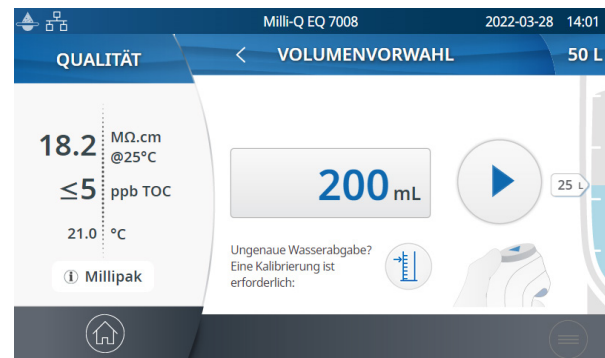 Milli-Q EQ 7008
2022-03-28 14:01
QUALITÄT
VOLUMENVORWAHL
50 L
18.2 MΩ.cm
@25°C
≤5 ppb TOC
21.0 °C
i Millipak
200 mL
25 L
Ungenaue Wasserabgabe?
Eine Kalibrierung ist
erforderlich: